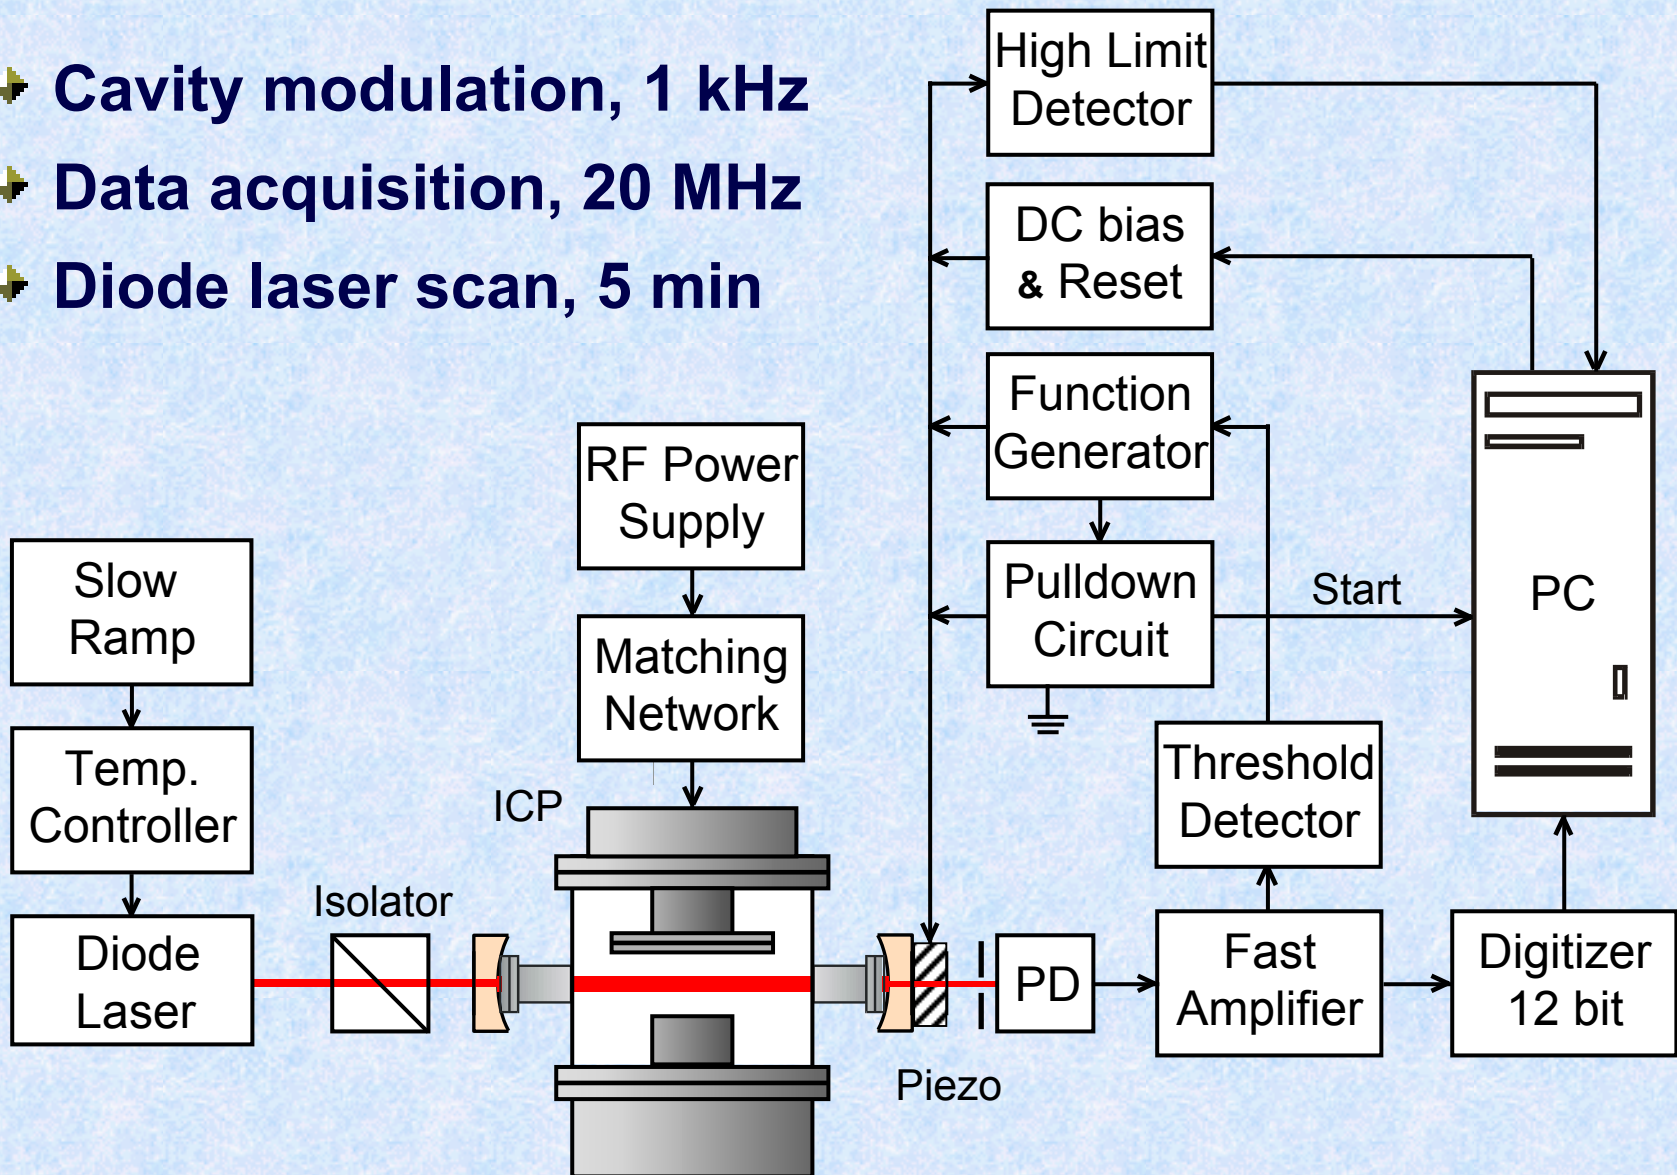 Cavity modulation, 1 kHz
Data acquisition, 20 MHz
Diode laser scan, 5 min
High Limit
Detector
DC bias
& Reset
Function
Generator
Pulldown
Circuit
Start
PC
RF Power
Supply
Matching
Network
Slow
Ramp
Temp.
Controller
Diode
Laser
Isolator
ICP
Piezo
PD
Threshold
Detector
Fast
Amplifier
Digitizer
12 bit